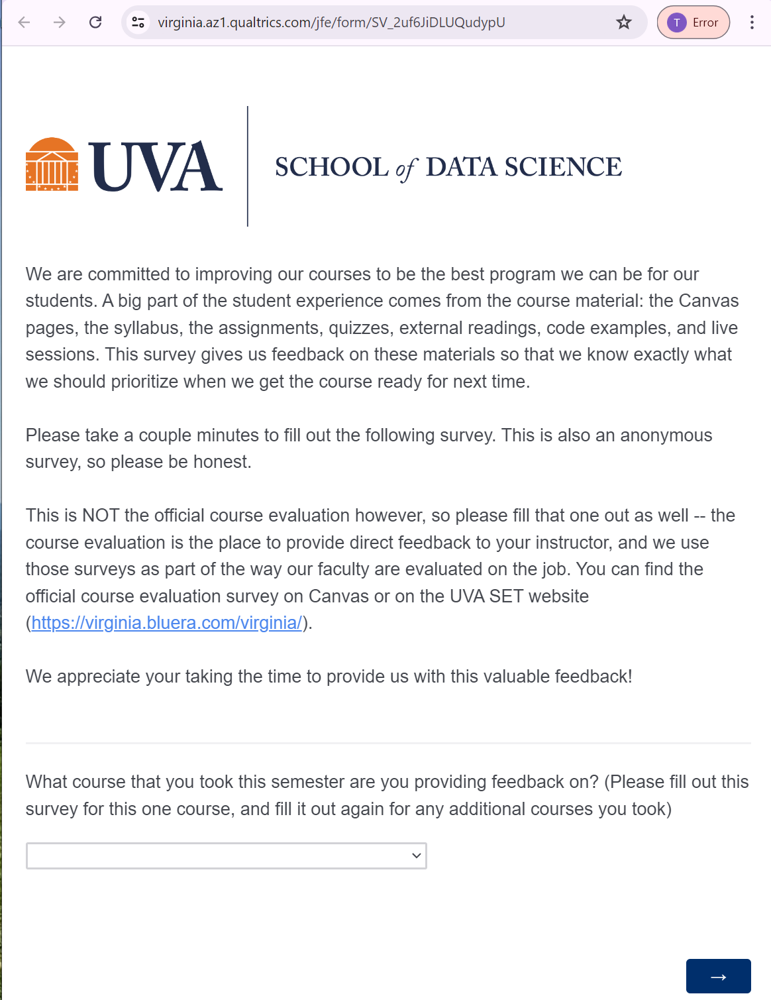 virginia.az1.qualtrics.com/jfe/form/SV_2uf6JiDLUQudypU
T Error
UVA SCHOOL of DATA SCIENCE
We are committed to improving our courses to be the best program we can be for our
students. A big part of the student experience comes from the course material: the Canvas
pages, the syllabus, the assignments, quizzes, external readings, code examples, and live
sessions. This survey gives us feedback on these materials so that we know exactly what
we should prioritize when we get the course ready for next time.
Please take a couple minutes to fill out the following survey. This is also an anonymous
survey, so please be honest.
This is NOT the official course evaluation however, so please fill that one out as well -- the
course evaluation is the place to provide direct feedback to your instructor, and we use
those surveys as part of the way our faculty are evaluated on the job. You can find the
official course evaluation survey on Canvas or on the UVA SET website
(https://virginia.bluera.com/virginia/).
We appreciate your taking the time to provide us with this valuable feedback!
What course that you took this semester are you providing feedback on? (Please fill out this
survey for this one course, and fill it out again for any additional courses you took)